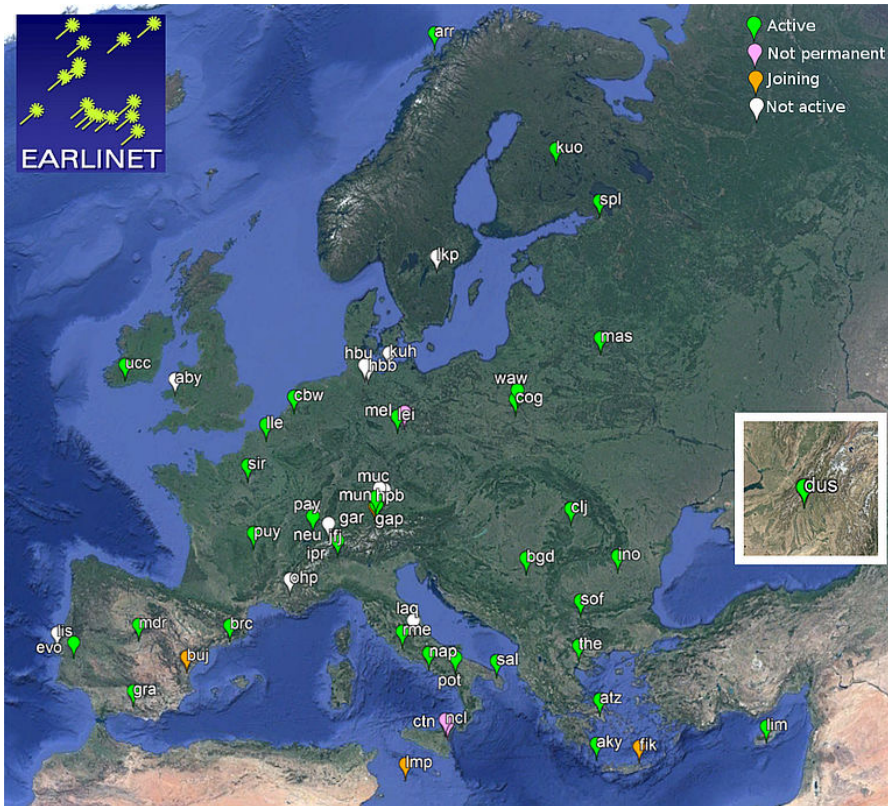 EARLINET
Active
Not permanent
Joining
Not active
arr
kuo
spl
lkp
mas
ucc
aby
hbu
kuh
hbb
cbw
waw
cog
mel
lei
lle
sir
muc
mun
hpb
pay
gar
gap
clj
puy
neu
jfj
ipr
bgd
ino
ohp
dus
sof
lis
mdr
brc
laq
rme
evo
buj
nap
sal
the
pot
gra
atz
ctn
ncl
lim
aky
fik
lmp